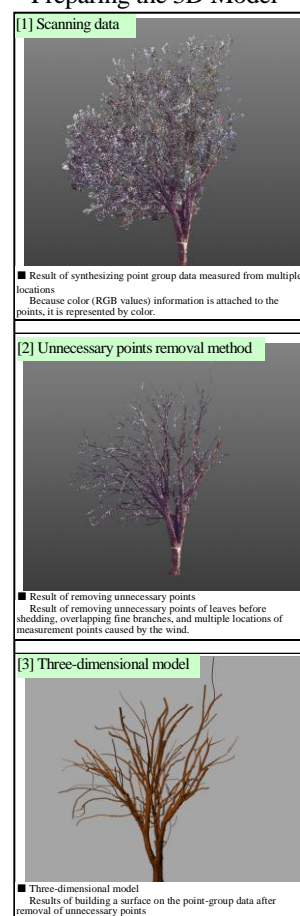 Preparing the 3D Model
[1] Scanning data
■ Result of synthesizing point group data measured from multiple
locations
Because color (RGB values) information is attached to the
points, it is represented by color.
[2] Unnecessary points removal method
■ Result of removing unnecessary points
Result of removing unnecessary points of leaves before
shedding, overlapping fine branches, and multiple locations of
measurement points caused by the wind.
[3] Three-dimensional model
■ Three-dimensional model
Results of building a surface on the point-group data after
removal of unnecessary points